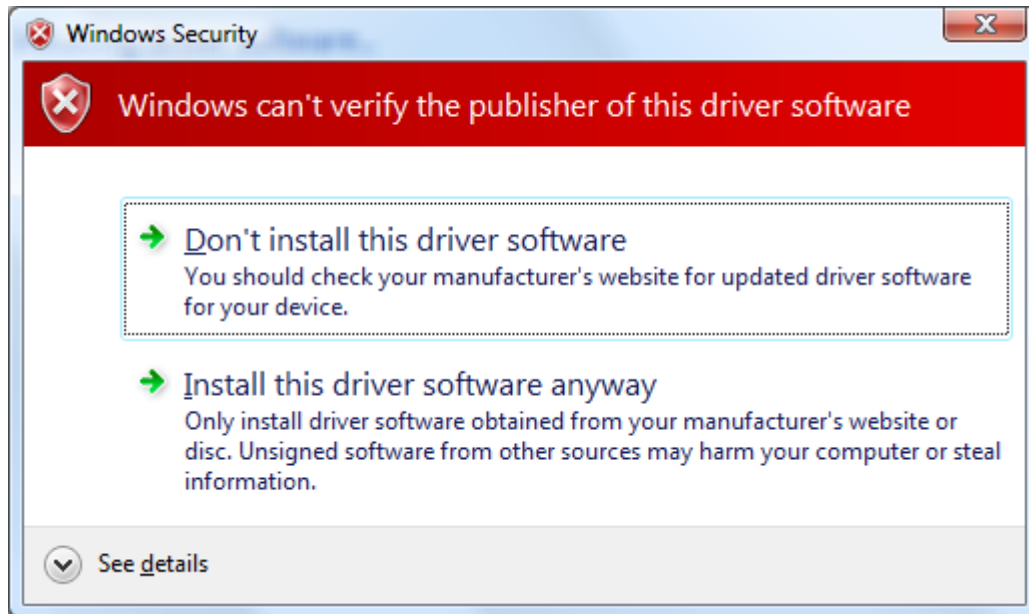 Windows Security
Windows can't verify the publisher of this driver software
Don't install this driver software
You should check your manufacturer's website for updated driver software
for your device.
Install this driver software anyway
Only install driver software obtained from your manufacturer's website or
disc. Unsigned software from other sources may harm your computer or steal
information.
See details